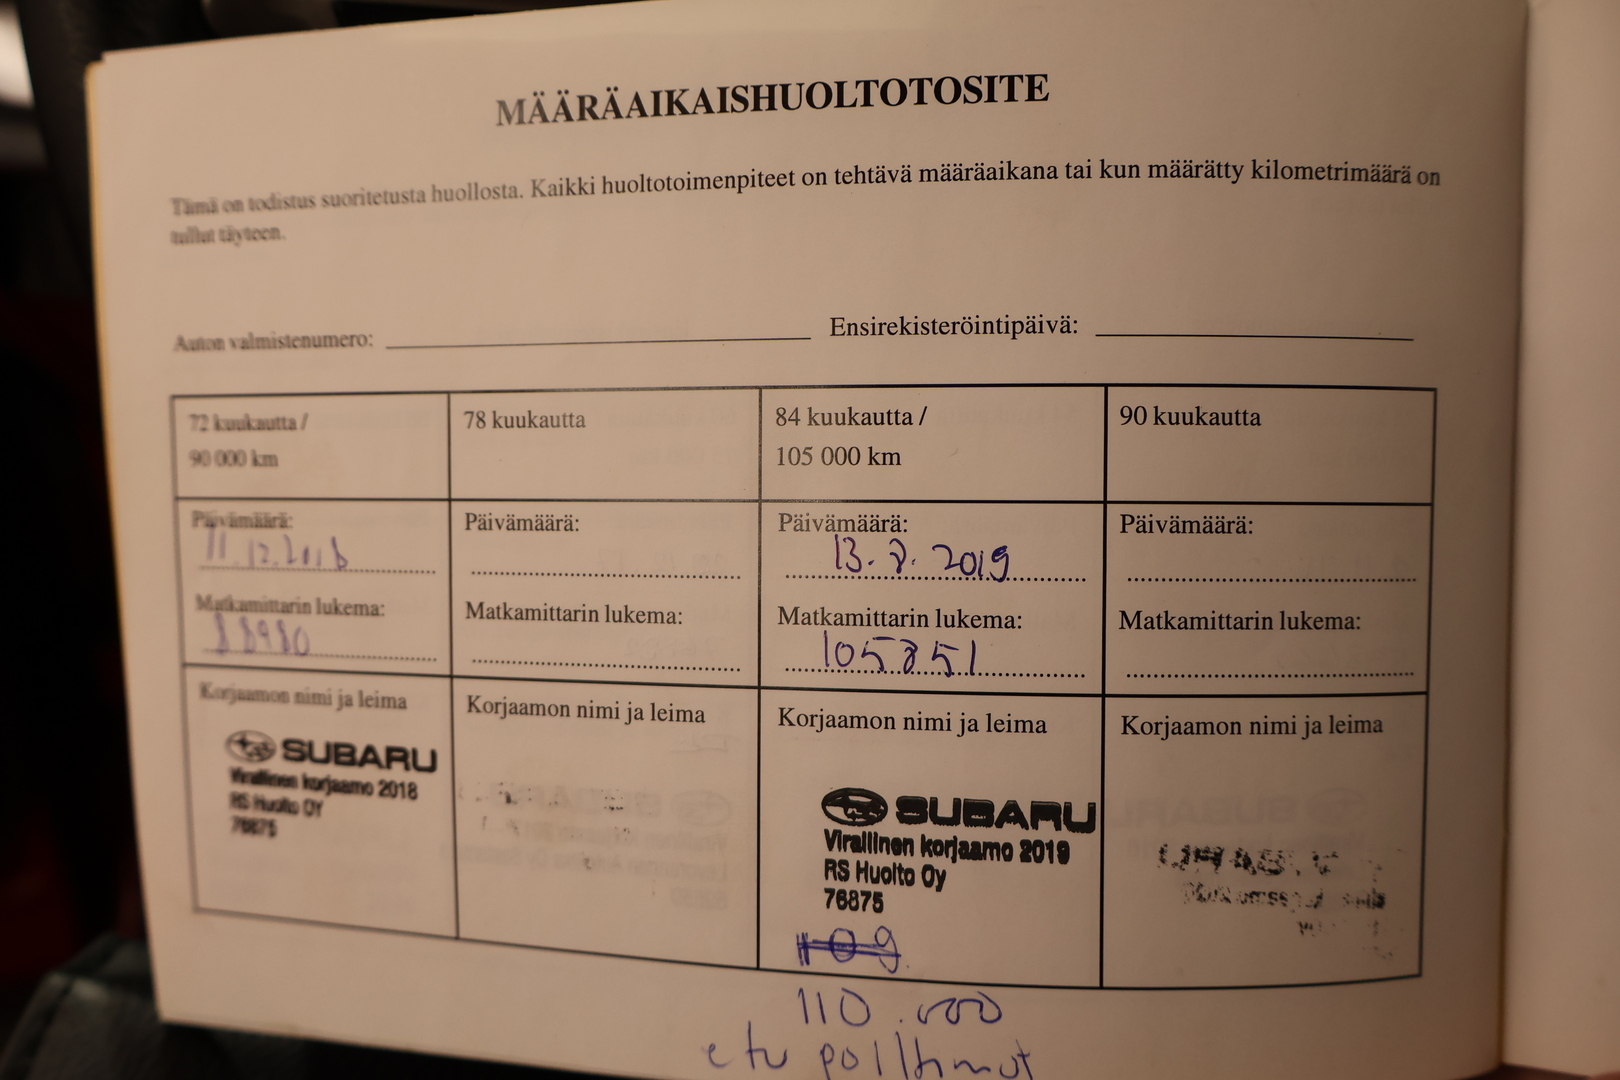 MÄÄRÄAIKAISHUOLTOTOSITE
Tämä on todistus suoritetusta huollosta. Kaikki huoltotoimenpiteet on tehtävä määräaikana tai kun määrätty kilometrimäärä on
tullut täyteen.
Auton valmistenumero: Ensirekisteröintipäivä:
72 kuukautta /
90 000 km
Päivämäärä:
11.12.2018
Matkamittarin lukema:
88980
Korjaamon nimi ja leima
SUBARU
Virallinen korjaamo 2018
RS Huolto Oy
76875
78 kuukautta
Päivämäärä:
Matkamittarin lukema:
Korjaamon nimi ja leima
84 kuukautta /
105 000 km
Päivämäärä:
13.8.2019
Matkamittarin lukema:
105851
Korjaamon nimi ja leima
SUBARU
Virallinen korjaamo 2019
RS Huolto Oy
76875
109
110.000
etu
90 kuukautta
Päivämäärä:
Matkamittarin lukema:
Korjaamon nimi ja leima